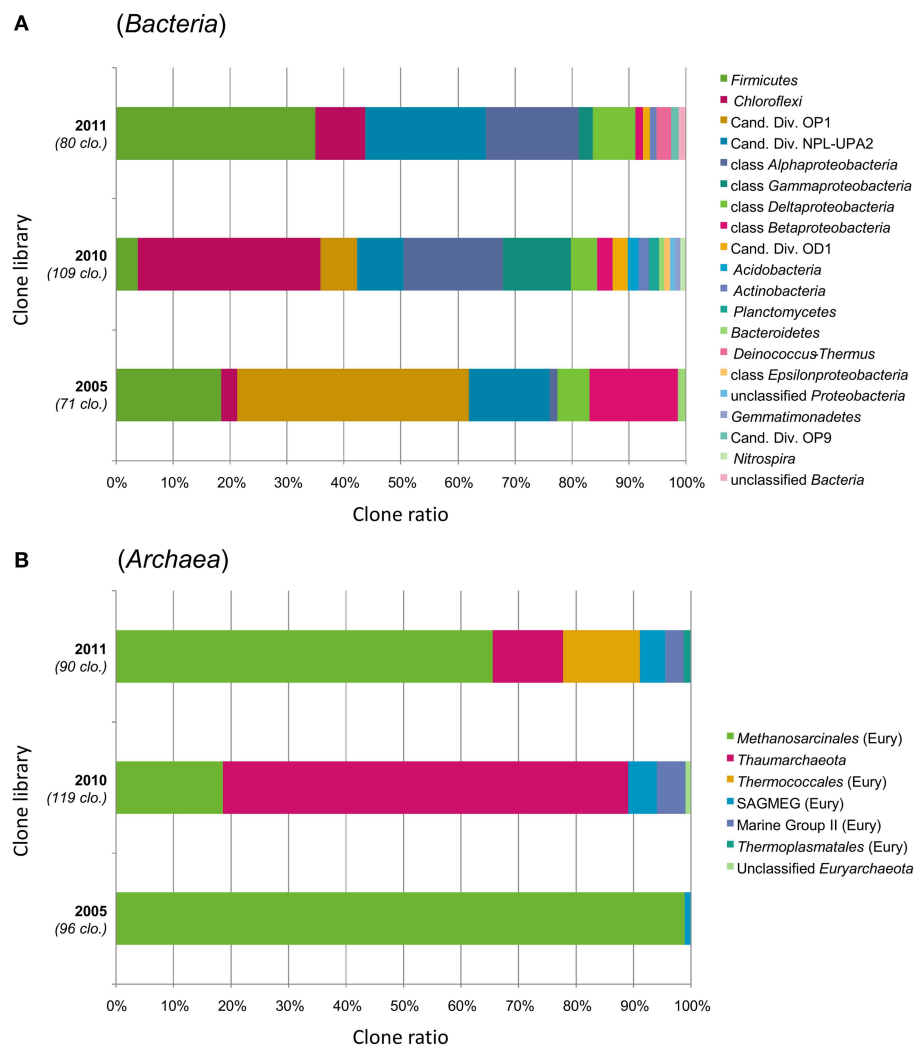 A
(Bacteria)
2011
(80 clo.)
2010
(109 clo.)
2005
(71 clo.)
Clone library
0% 10% 20% 30% 40% 50% 60% 70% 80% 90% 100%
Clone ratio
Firmicutes
Chloroflexi
Cand. Div. OP1
Cand. Div. NPL-UPA2
class Alphaproteobacteria
class Gammaproteobacteria
class Deltaproteobacteria
class Betaproteobacteria
Cand. Div. OD1
Acidobacteria
Actinobacteria
Planctomycetes
Bacteroidetes
Deinococcus-Thermus
class Epsilonproteobacteria
unclassified Proteobacteria
Gemmatimonadetes
Cand. Div. OP9
Nitrospira
unclassified Bacteria
B
(Archaea)
2011
(90 clo.)
2010
(119 clo.)
2005
(96 clo.)
Clone library
0% 10% 20% 30% 40% 50% 60% 70% 80% 90% 100%
Clone ratio
Methanosarcinales (Eury)
Thaumarchaeota
Thermococcales (Eury)
SAGMEG (Eury)
Marine Group II (Eury)
Thermoplasmatales (Eury)
Unclassified Euryarchaeota